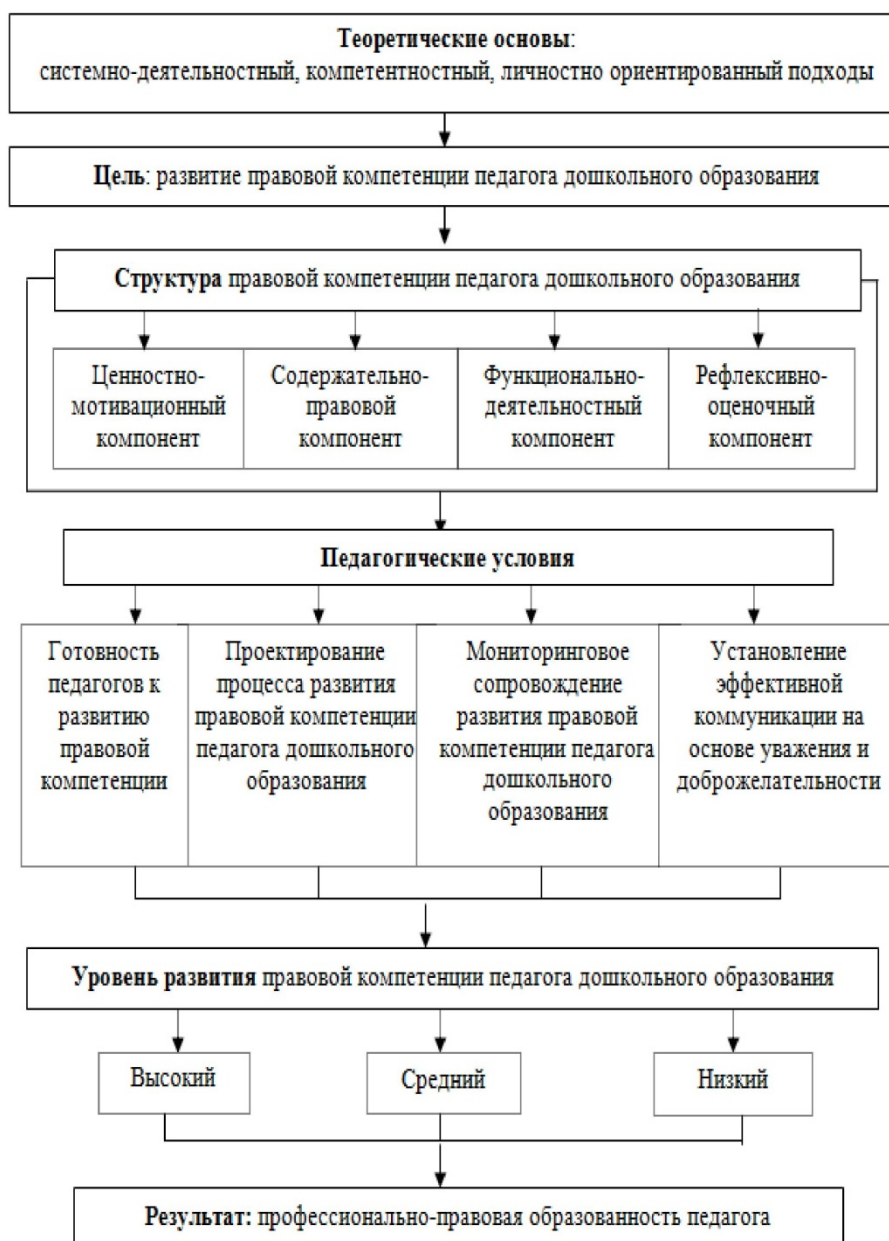 Теоретические основы:
системно-деятельностный, компетентностный, личностно ориентированный подходы
Цель: развитие правовой компетенции педагога дошкольного образования
Структура правовой компетенции педагога дошкольного образования
Ценностно-
мотивационный
компонент
Содержательно-
правовой
компонент
Функционально-
деятельностный
компонент
Рефлексивно-
оценочный
компонент
Педагогические условия
Готовность
педагогов к
развитию
правовой
компетенции
Проектирование
процесса развития
правовой компетенции
педагога дошкольного
образования
Мониторинговое
сопровождение
развития правовой
компетенции педагога
дошкольного
образования
Установление
эффективной
коммуникации на
основе уважения и
доброжелательности
Уровень развития правовой компетенции педагога дошкольного образования
Высокий
Средний
Низкий
Результат: профессионально-правовая образованность педагога